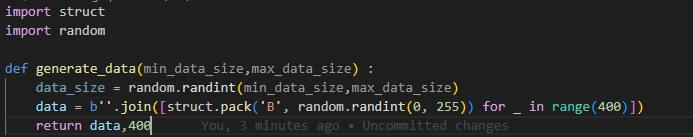 import struct
import random
def generate_data(min_data_size,max_data_size) :
    data_size = random.randint(min_data_size,max_data_size)
    data = b''.join([struct.pack('B', random.randint(0, 255)) for _ in range(400)])
    return data,400 You, 3 minutes ago • Uncommitted changes